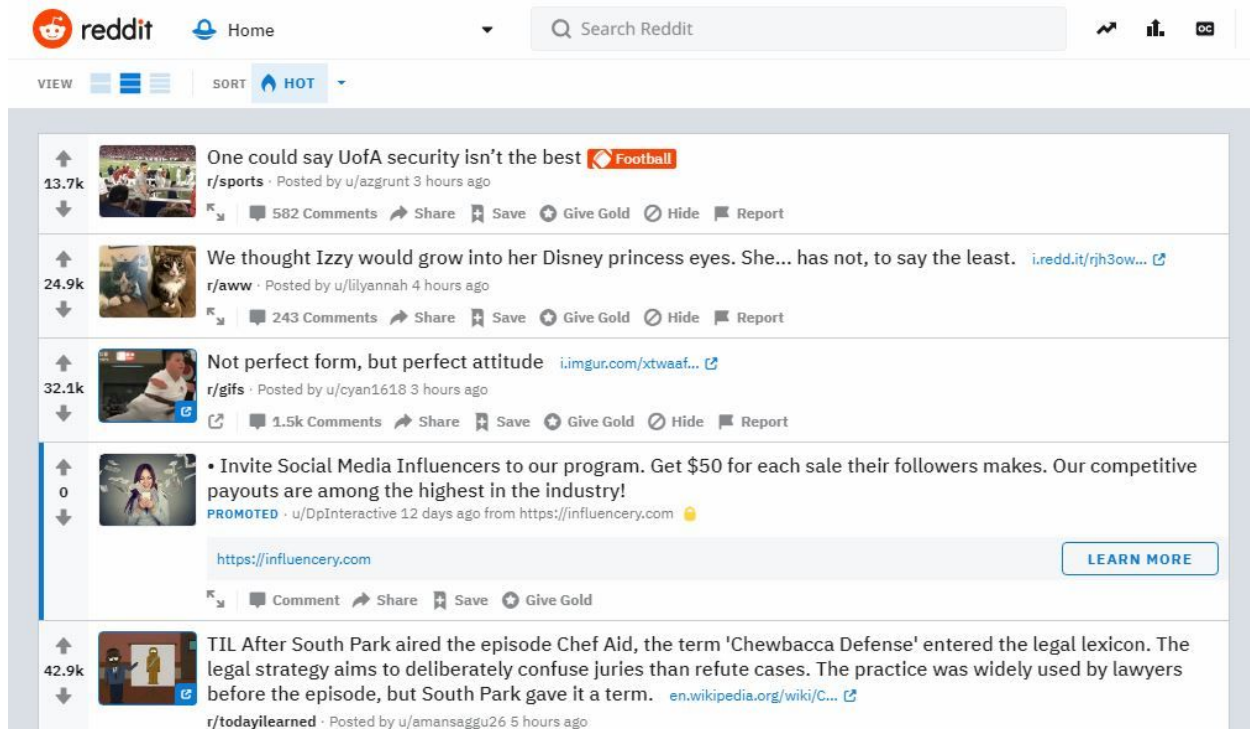 reddit Home Search Reddit OC
VIEW SORT HOT
One could say UofA security isn't the best Football
13.7k
r/sports · Posted by u/azgrunt 3 hours ago
582 Comments Share Save Give Gold Hide Report
We thought Izzy would grow into her Disney princess eyes. She... has not, to say the least. i.redd.it/rjh3ow...
24.9k
r/aww · Posted by u/lilyannah 4 hours ago
243 Comments Share Save Give Gold Hide Report
Not perfect form, but perfect attitude i.imgur.com/xtwaaf...
32.1k
r/gifs · Posted by u/cyan1618 3 hours ago
1.5k Comments Share Save Give Gold Hide Report
• Invite Social Media Influencers to our program. Get $50 for each sale their followers makes. Our competitive
0
payouts are among the highest in the industry!
PROMOTED · u/DpInteractive 12 days ago from https://influencery.com
https://influencery.com LEARN MORE
Comment Share Save Give Gold
TIL After South Park aired the episode Chef Aid, the term 'Chewbacca Defense' entered the legal lexicon. The
42.9k
legal strategy aims to deliberately confuse juries than refute cases. The practice was widely used by lawyers
before the episode, but South Park gave it a term. en.wikipedia.org/wiki/C...
r/todayilearned · Posted by u/amansaggu26 5 hours ago